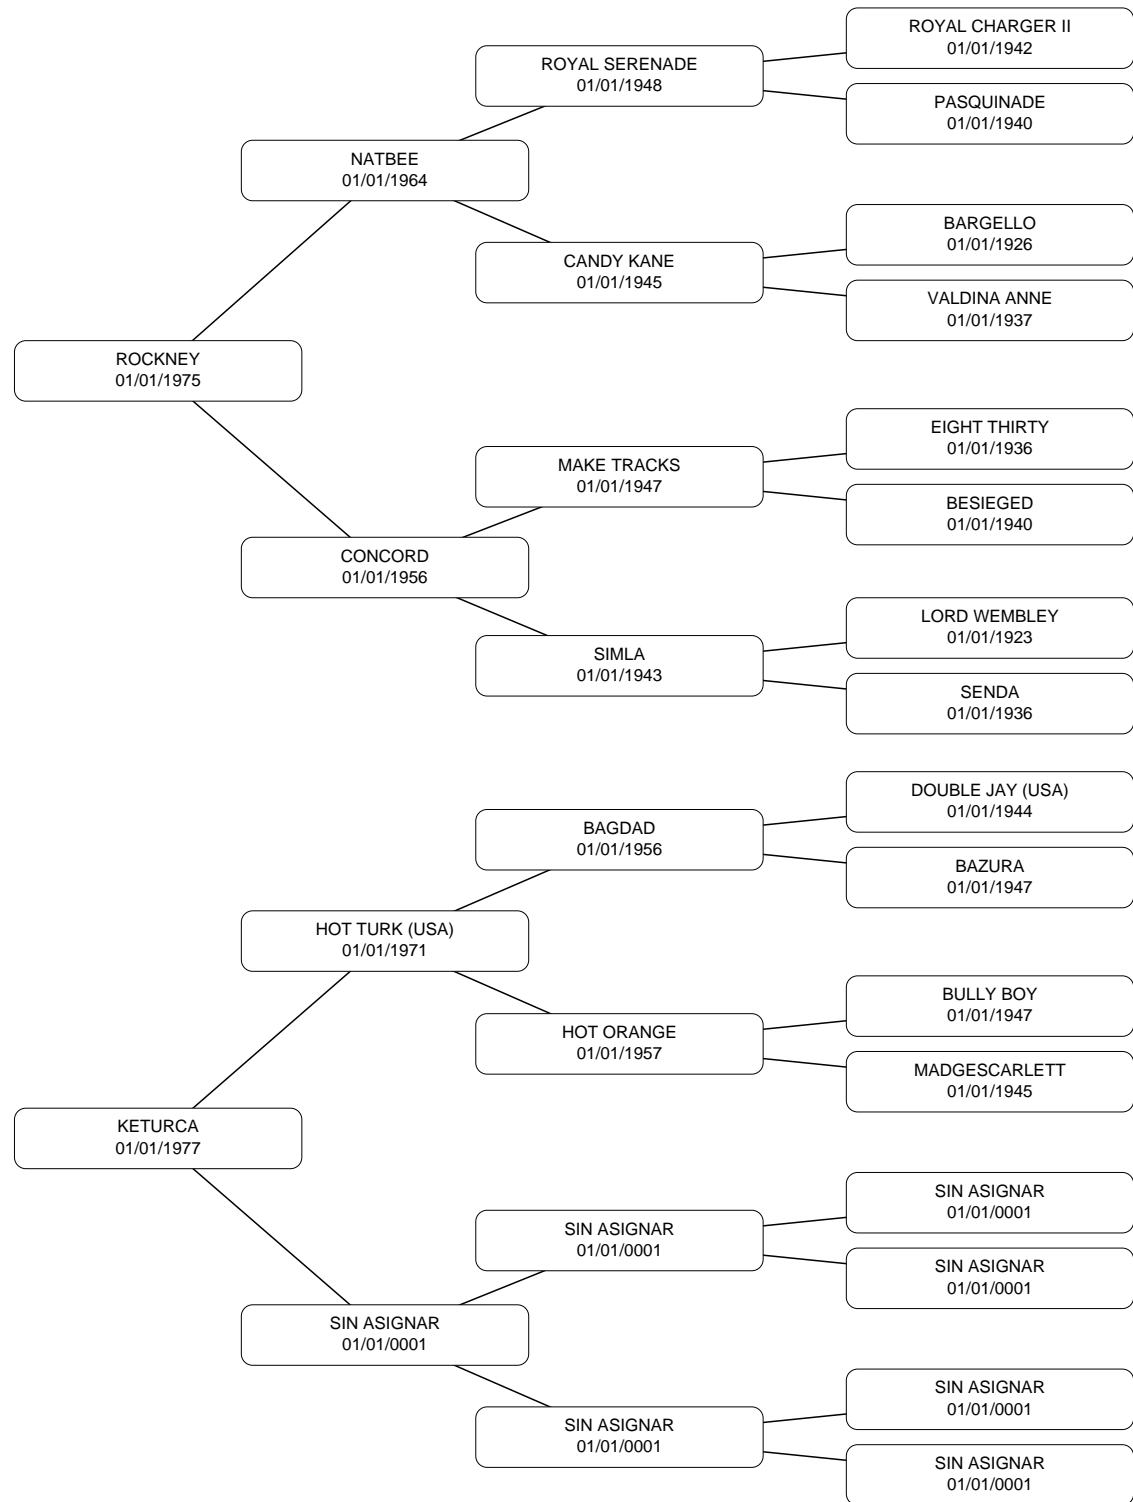 ROYAL CHARGER II
01/01/1942
ROYAL SERENADE
01/01/1948
PASQUINADE
01/01/1940
NATBEE
01/01/1964
BARGELLO
01/01/1926
CANDY KANE
01/01/1945
VALDINA ANNE
01/01/1937
ROCKNEY
01/01/1975
EIGHT THIRTY
01/01/1936
MAKE TRACKS
01/01/1947
BESIEGED
01/01/1940
CONCORD
01/01/1956
LORD WEMBLEY
01/01/1923
SIMLA
01/01/1943
SENDA
01/01/1936
DOUBLE JAY (USA)
01/01/1944
BAGDAD
01/01/1956
BAZURA
01/01/1947
HOT TURK (USA)
01/01/1971
BULLY BOY
01/01/1947
HOT ORANGE
01/01/1957
MADGESCARLETT
01/01/1945
KETURCA
01/01/1977
SIN ASIGNAR
01/01/0001
SIN ASIGNAR
01/01/0001
SIN ASIGNAR
01/01/0001
SIN ASIGNAR
01/01/0001
SIN ASIGNAR
01/01/0001
SIN ASIGNAR
01/01/0001
SIN ASIGNAR
01/01/0001